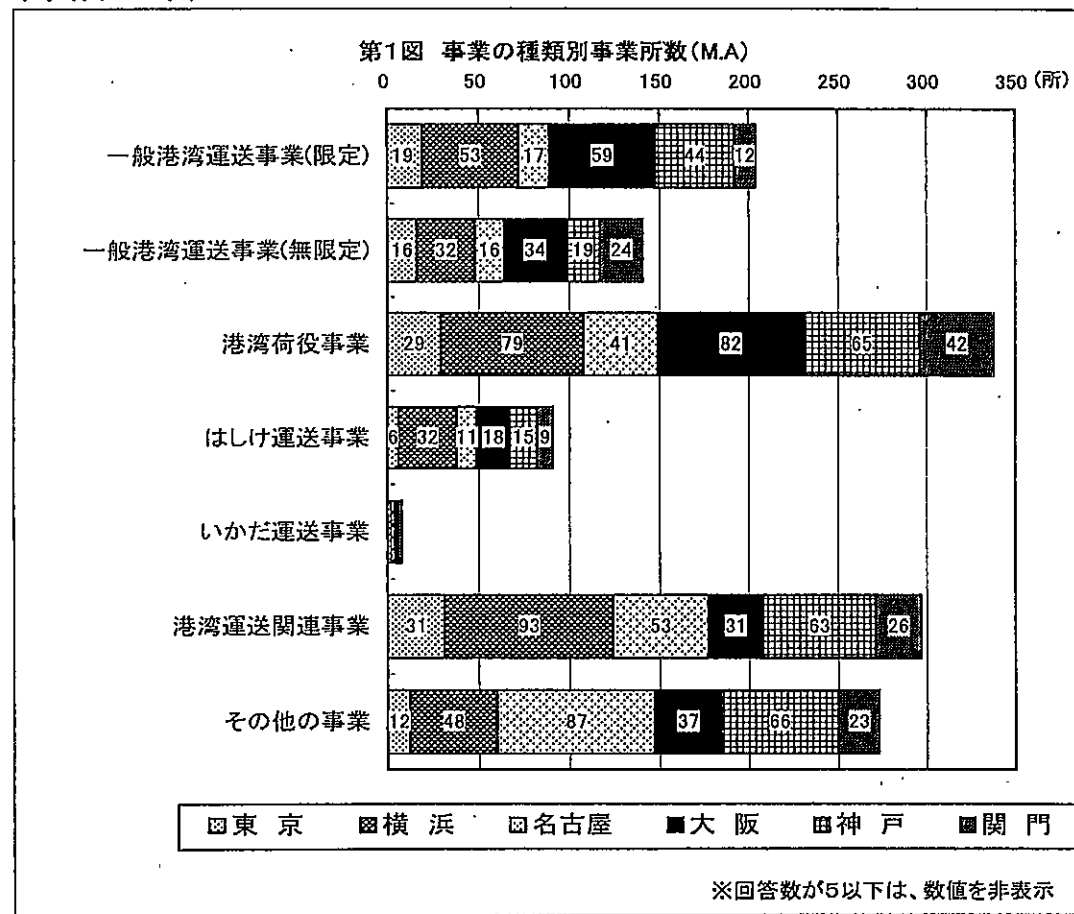 第1図 事業の種類別事業所数(M.A)
0 50 100 150 200 250 300 350 (所)
一般港湾運送事業(限定) 19 53 17 59 44 12
一般港湾運送事業(無限定) 16 32 16 34 19 24
港湾荷役事業 29 79 41 82 65 42
はしけ運送事業 6 32 11 18 15 9
いかだ運送事業
港湾運送関連事業 31 93 53 31 63 26
その他の事業 12 48 87 37 66 23
東 京 横 浜 名古屋 大 阪 神 戸 関 門
※回答数が5以下は、数値を非表示